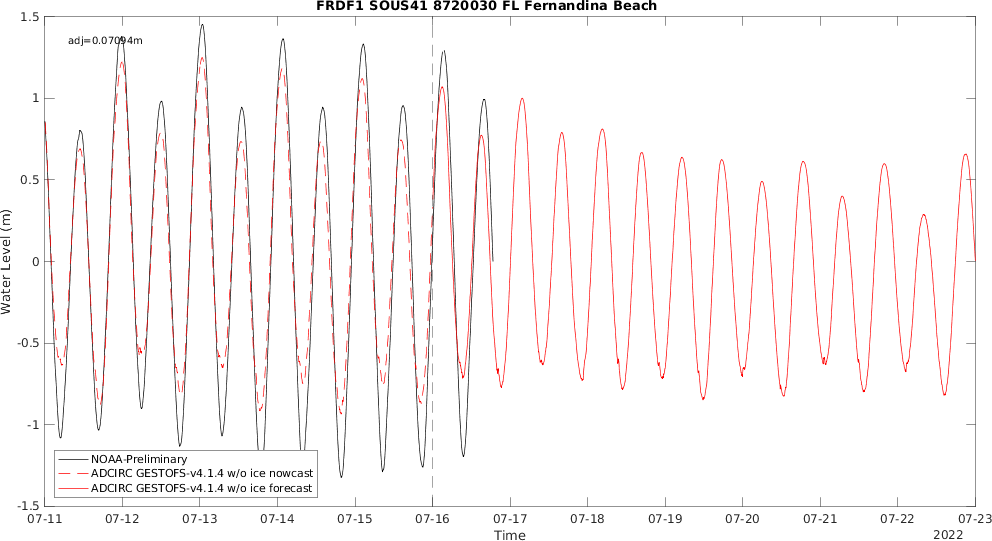 FRDF1 SOUS41 8720030 FL Fernandina Beach
adj=0.07094m
1.5
1
0.5
0
-0.5
-1
-1.5
Water Level (m)
NOAA-Preliminary
ADCIRC GESTOFS-v4.1.4 w/o ice nowcast
ADCIRC GESTOFS-v4.1.4 w/o ice forecast
07-11 07-12 07-13 07-14 07-15 07-16 07-17 07-18 07-19 07-20 07-21 07-22 07-23
Time
2022